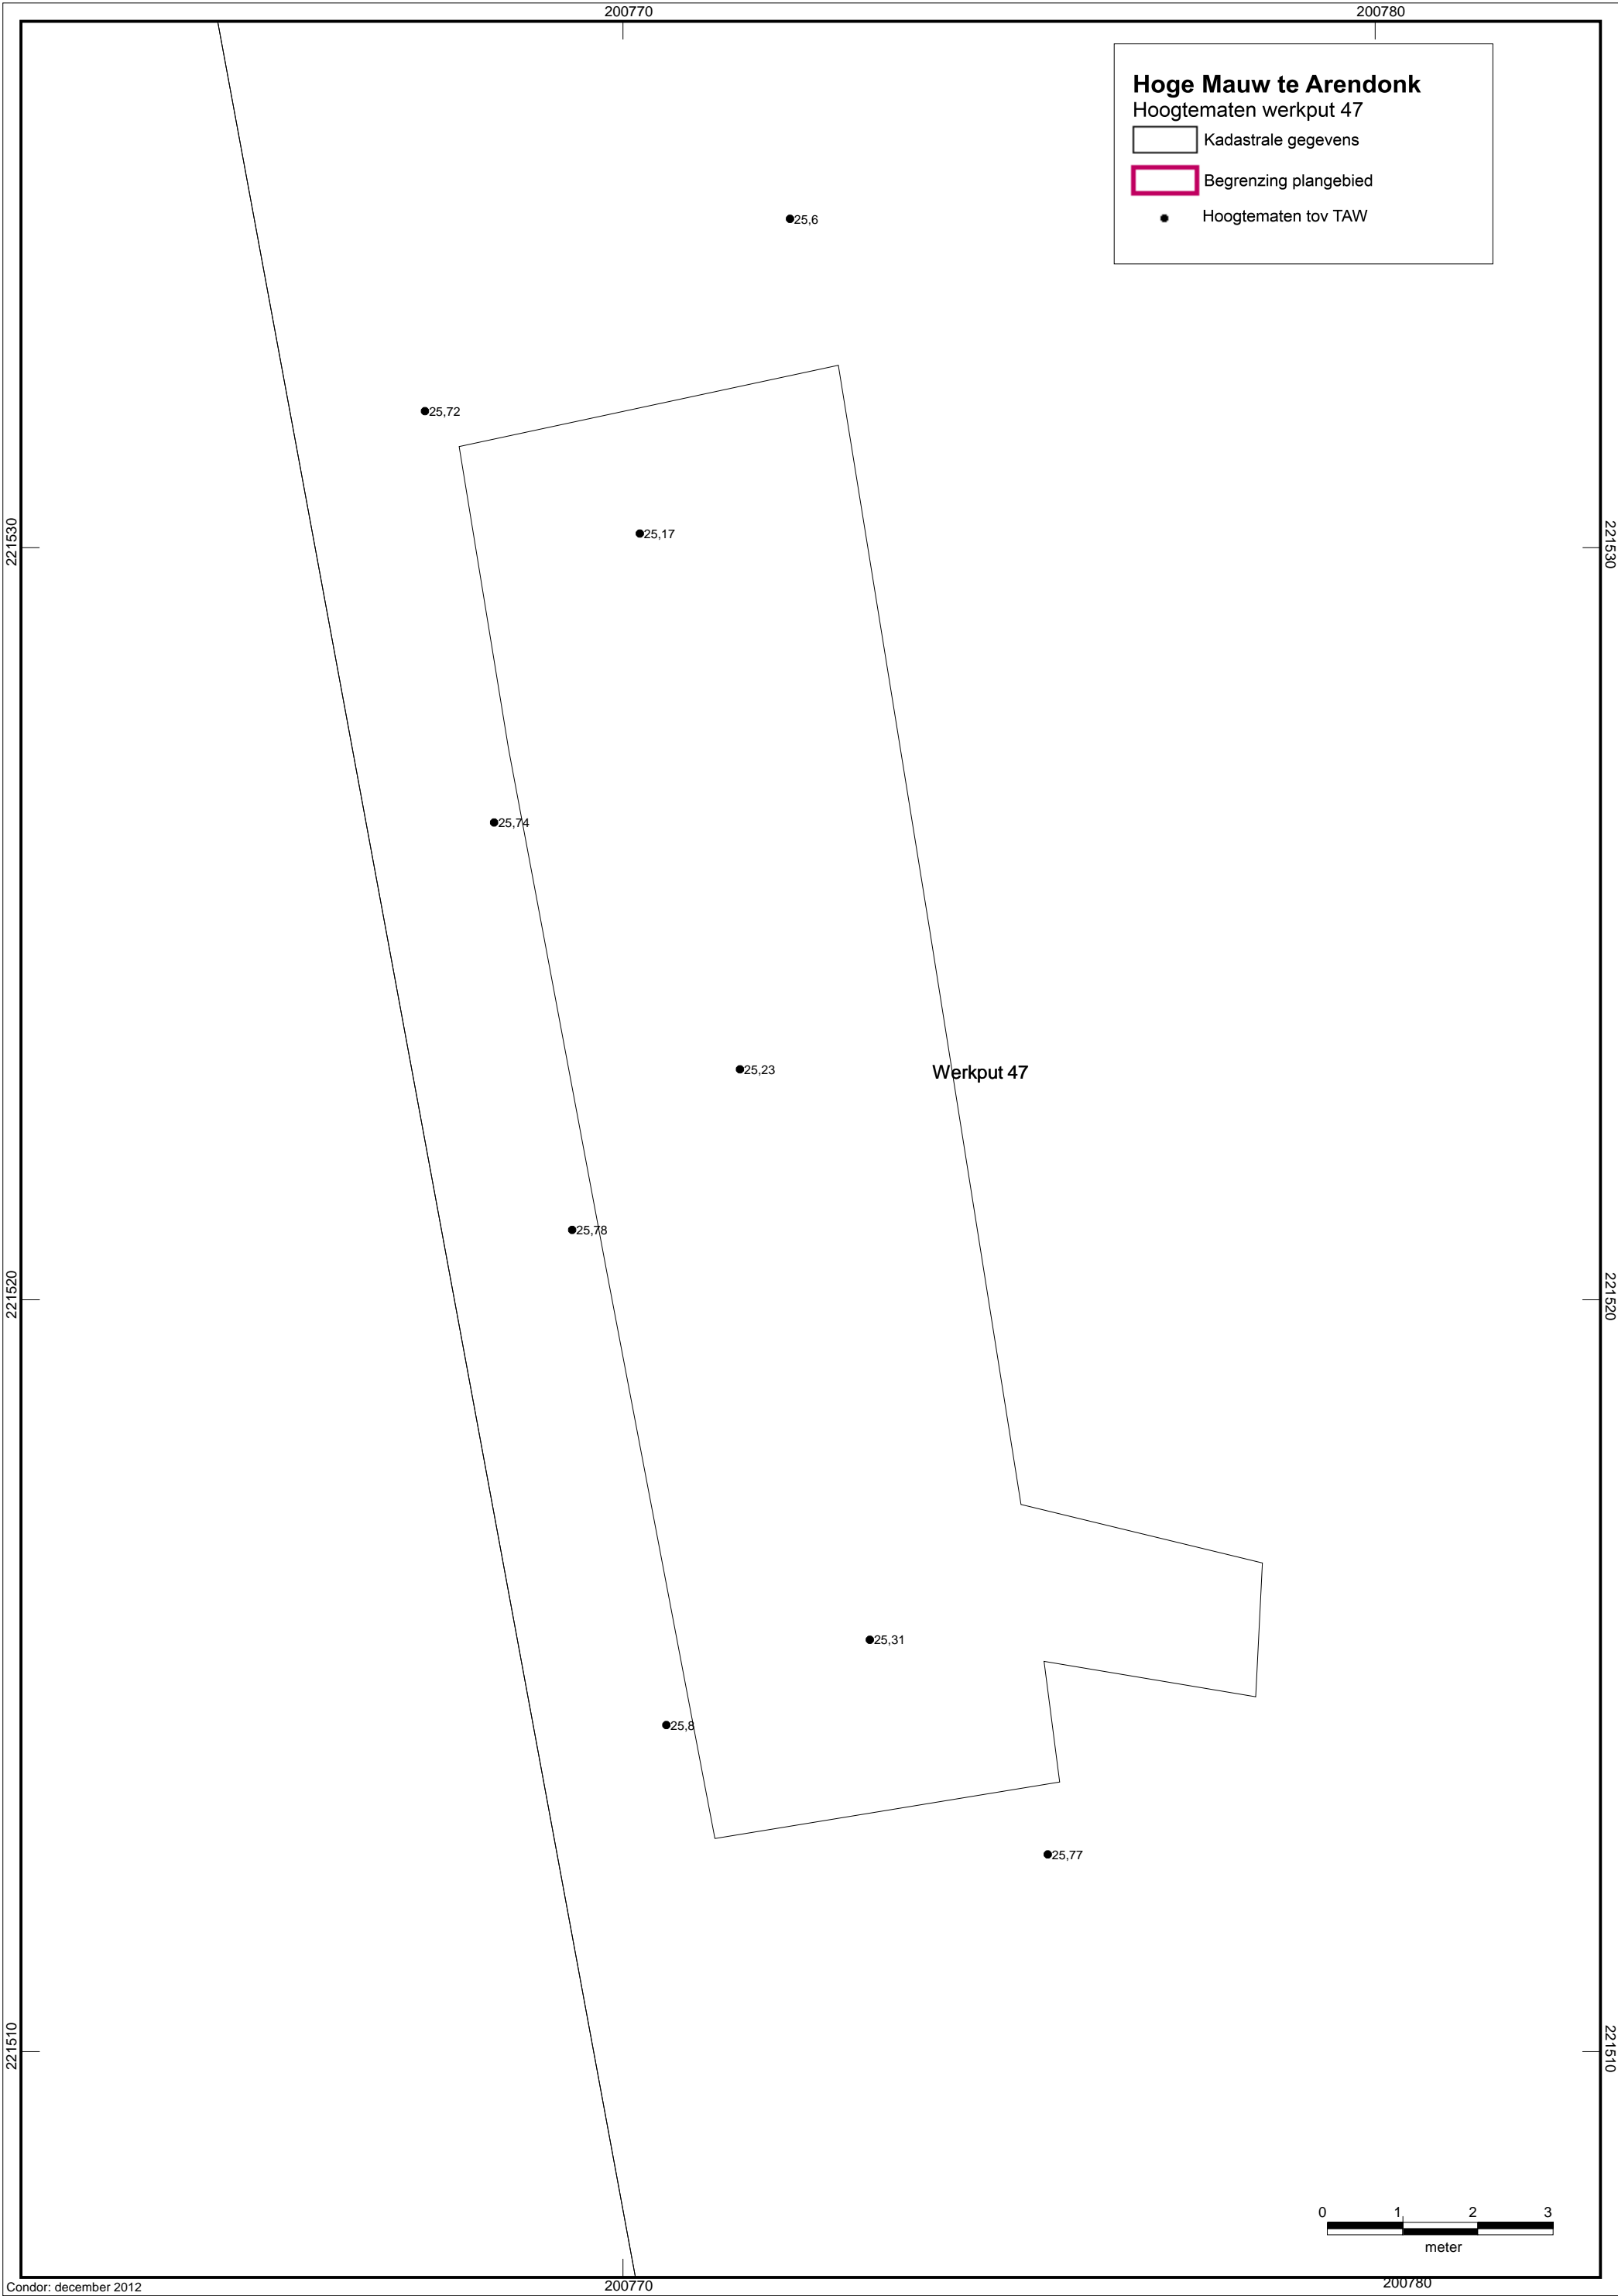 200770
200780
Hoge Mauw te Arendonk
Hoogtematen werkput 47
Kadastrale gegevens
Begrenzing plangebied
Hoogtematen tov TAW
25,6
25,72
25,17
221530
221530
25,74
25,23
Werkput 47
25,78
221520
221520
25,31
25,8
25,77
221510
221510
0 1 2 3
meter
Condor: december 2012
200770
200780